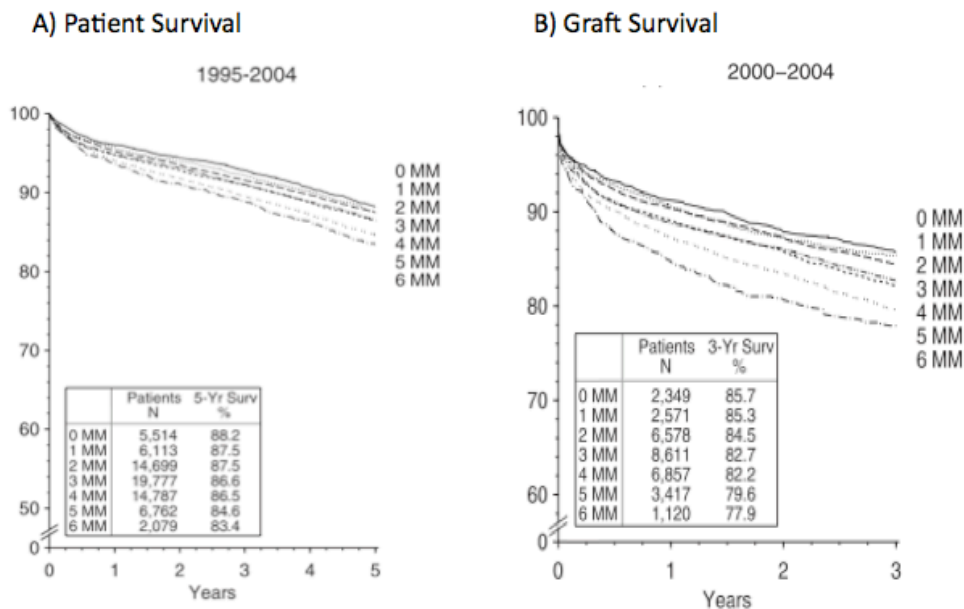 A) Patient Survival
1995-2004
100
90
80
70
60
50
0
0 MM
1 MM
2 MM
3 MM
4 MM
5 MM
6 MM
Patients 5-Yr Surv
N %
0 MM 5,514 88.2
1 MM 6,113 87.5
2 MM 14,699 87.5
3 MM 19,777 86.6
4 MM 14,787 86.5
5 MM 6,762 84.6
6 MM 2,079 83.4
0 1 2 3 4 5
Years
B) Graft Survival
2000–2004
100
90
80
70
60
0
0 MM
1 MM
2 MM
3 MM
4 MM
5 MM
6 MM
Patients 3-Yr Surv
N %
0 MM 2,349 85.7
1 MM 2,571 85.3
2 MM 6,578 84.5
3 MM 8,611 82.7
4 MM 6,857 82.2
5 MM 3,417 79.6
6 MM 1,120 77.9
0 1 2 3
Years